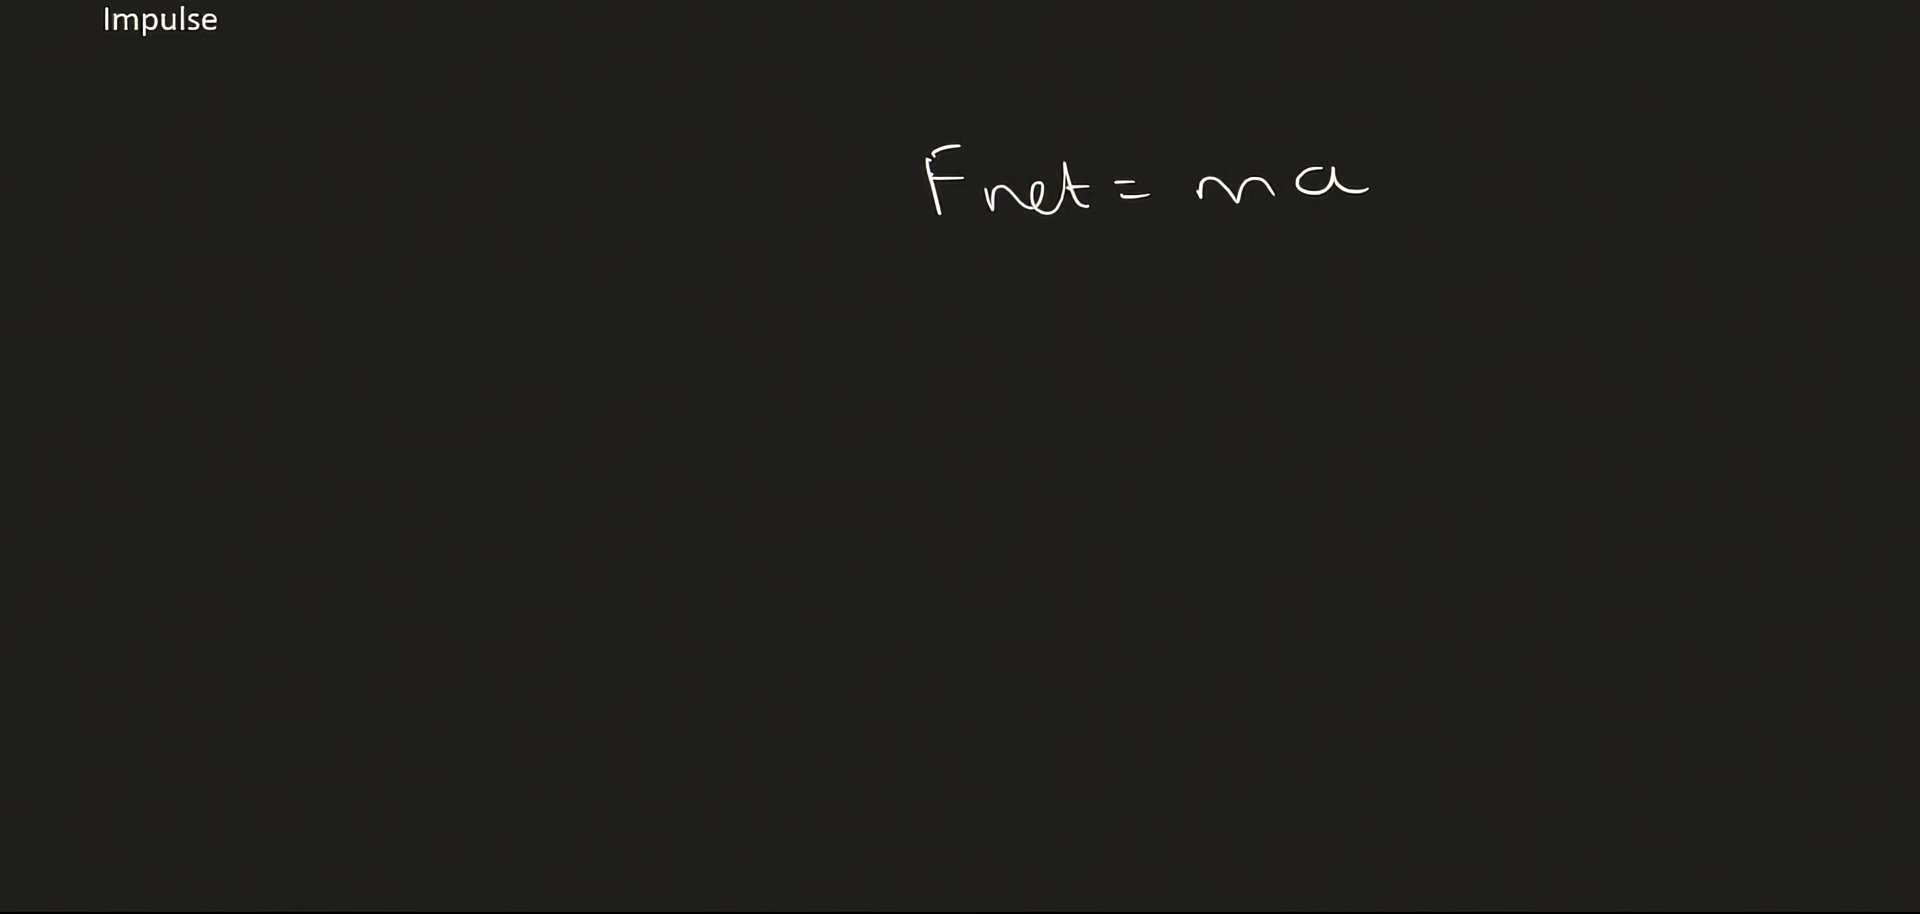 Impulse
Fnet = ma